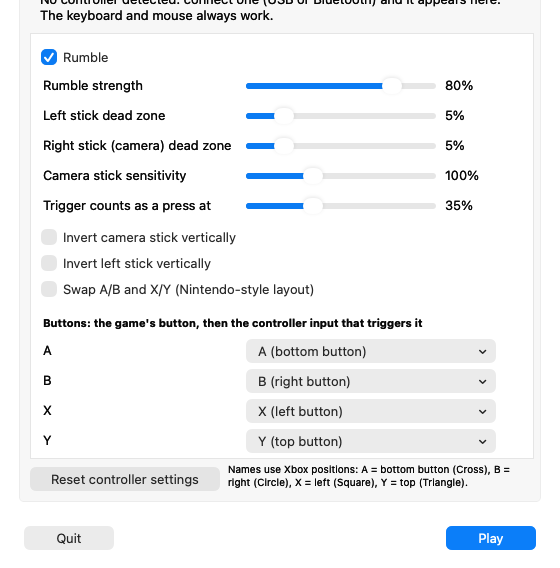 No controller detected: connect one (USB or Bluetooth) and it appears here.
The keyboard and mouse always work.
Rumble
Rumble strength 80%
Left stick dead zone 5%
Right stick (camera) dead zone 5%
Camera stick sensitivity 100%
Trigger counts as a press at 35%
Invert camera stick vertically
Invert left stick vertically
Swap A/B and X/Y (Nintendo-style layout)
Buttons: the game's button, then the controller input that triggers it
A A (bottom button)
B B (right button)
X X (left button)
Y Y (top button)
Reset controller settings
Names use Xbox positions: A = bottom button (Cross), B =
right (Circle), X = left (Square), Y = top (Triangle).
Quit Play